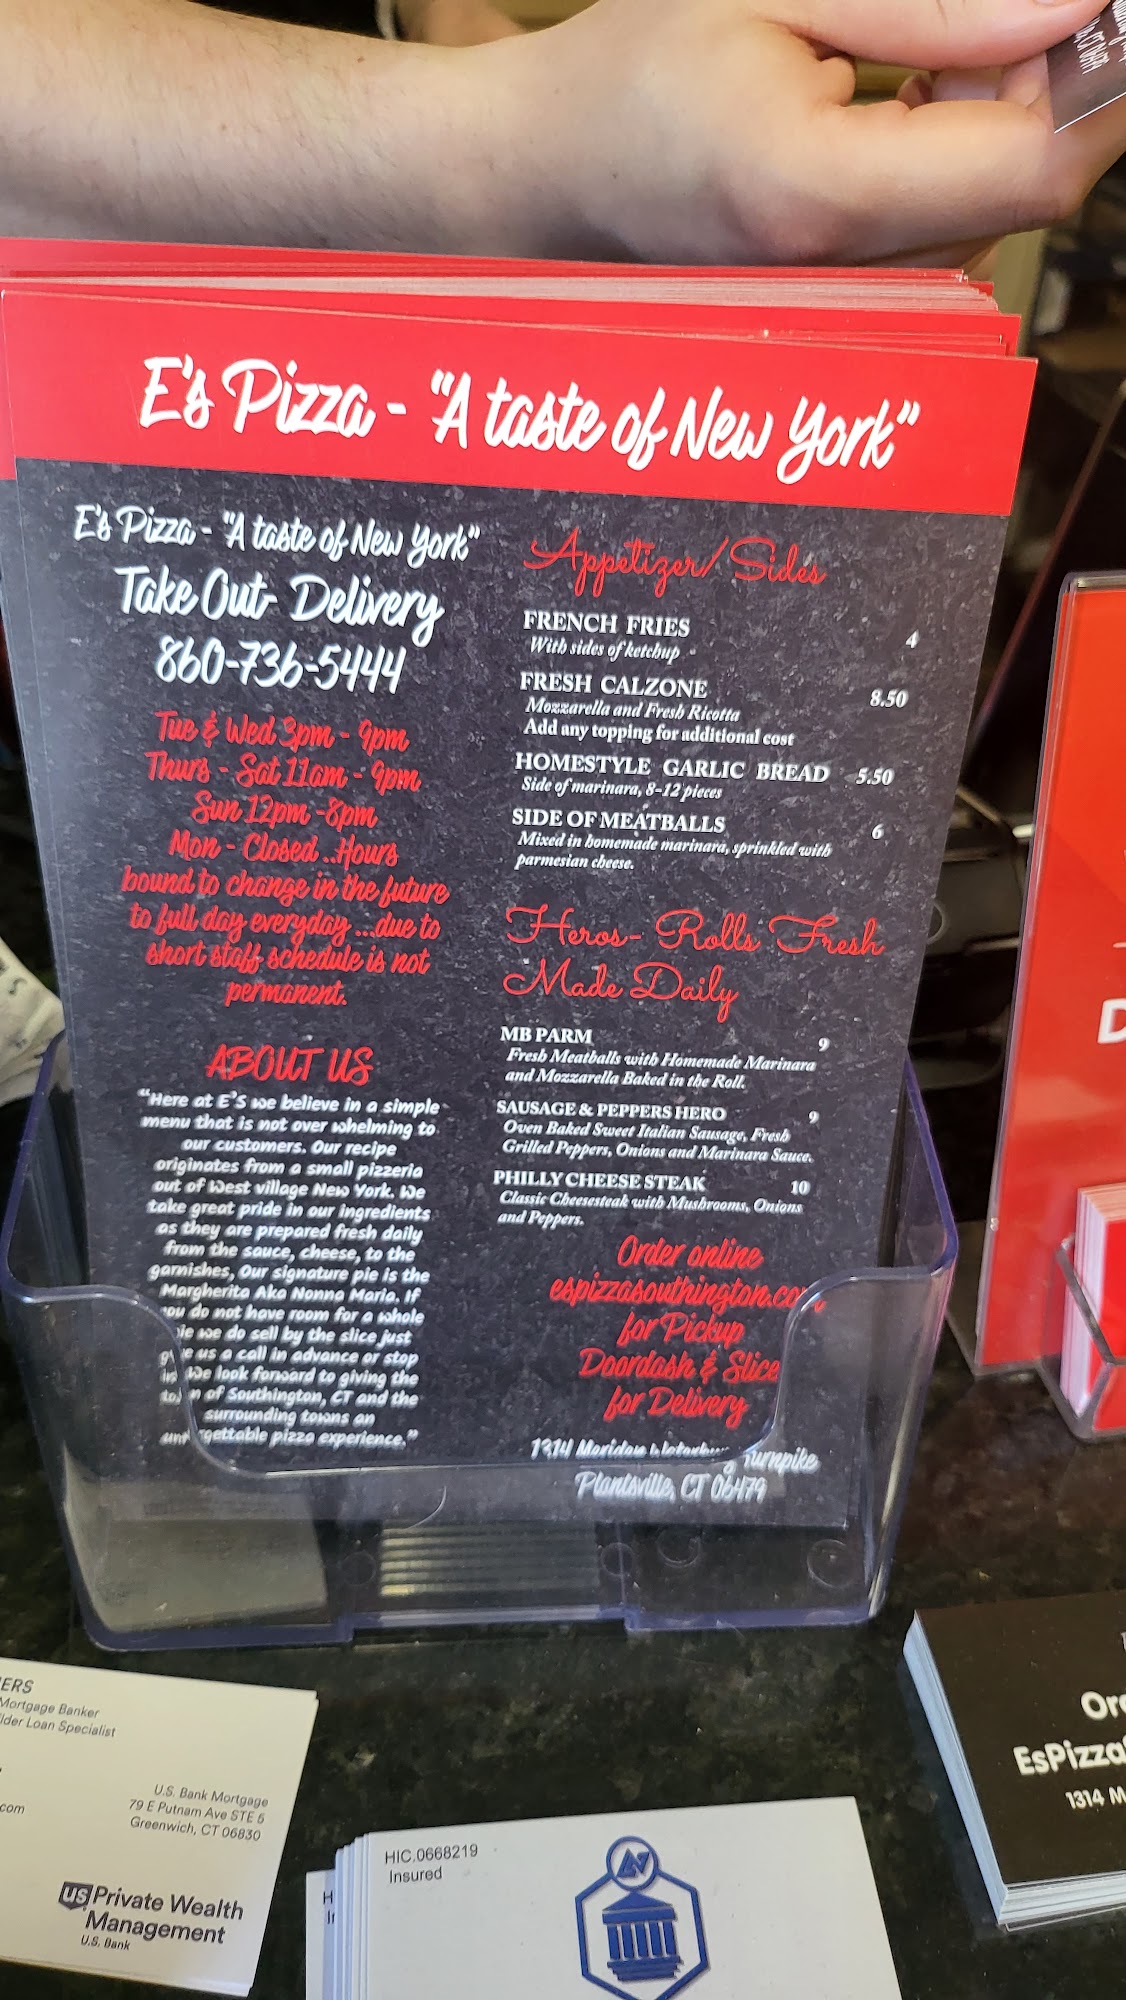 E's Pizza - "A taste of New York"
E's Pizza - "A taste of New York"
Take Out- Delivery
860-736-5444
Tue & Wed 3pm - 9pm
Thurs - Sat 11am - 9pm
Sun 12pm -8pm
Mon - Closed ..Hours
bound to change in the future
to full day everyday ...due to
short staff schedule is not
permanent.
ABOUT US
"Here at E'S we believe in a simple
menu that is not over whelming to
our customers. Our recipe
originates from a small pizzeria
out of West village New York. We
take great pride in our ingredients
as they are prepared fresh daily
from the sauce, cheese, to the
garnishes, Our signature pie is the
Margherita Aka Nonna Maria. If
you do not have room for a whole
pie we do sell by the slice just
give us a call in advance or stop
in. We look forward to giving the
town of Southington, CT and the
surrounding towns an
unforgettable pizza experience."
Appetizer/Sides
FRENCH FRIES 4
With sides of ketchup
FRESH CALZONE 8.50
Mozzarella and Fresh Ricotta
Add any topping for additional cost
HOMESTYLE GARLIC BREAD 5.50
Side of marinara, 8-12 pieces
SIDE OF MEATBALLS 6
Mixed in homemade marinara, sprinkled with
parmesian cheese.
Heros- Rolls Fresh
Made Daily
MB PARM 9
Fresh Meatballs with Homemade Marinara
and Mozzarella Baked in the Roll.
SAUSAGE & PEPPERS HERO 9
Oven Baked Sweet Italian Sausage, Fresh
Grilled Peppers, Onions and Marinara Sauce.
PHILLY CHEESE STEAK 10
Classic Cheesesteak with Mushrooms, Onions
and Peppers.
Order online
espizzasouthington.com
for Pickup
Doordash & Slice
for Delivery
1314 Meriden Waterbury Turnpike
Plantsville, CT 06479
D
ERS
Mortgage Banker
lder Loan Specialist
.com
U.S. Bank Mortgage
79 E Putnam Ave STE 5
Greenwich, CT 06830
us Private Wealth
Management
U.S. Bank
HIC.0668219
Insured
H
Or
EsPizza
1314 M